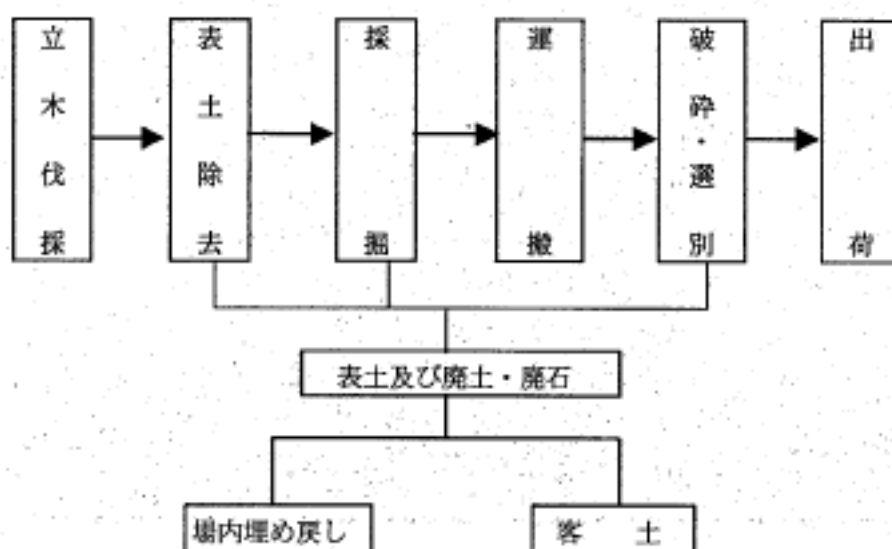 立木伐採
表土除去
採掘
運搬
破砕・選別
出荷
表土及び廃土・廃石
場内埋め戻し
客土